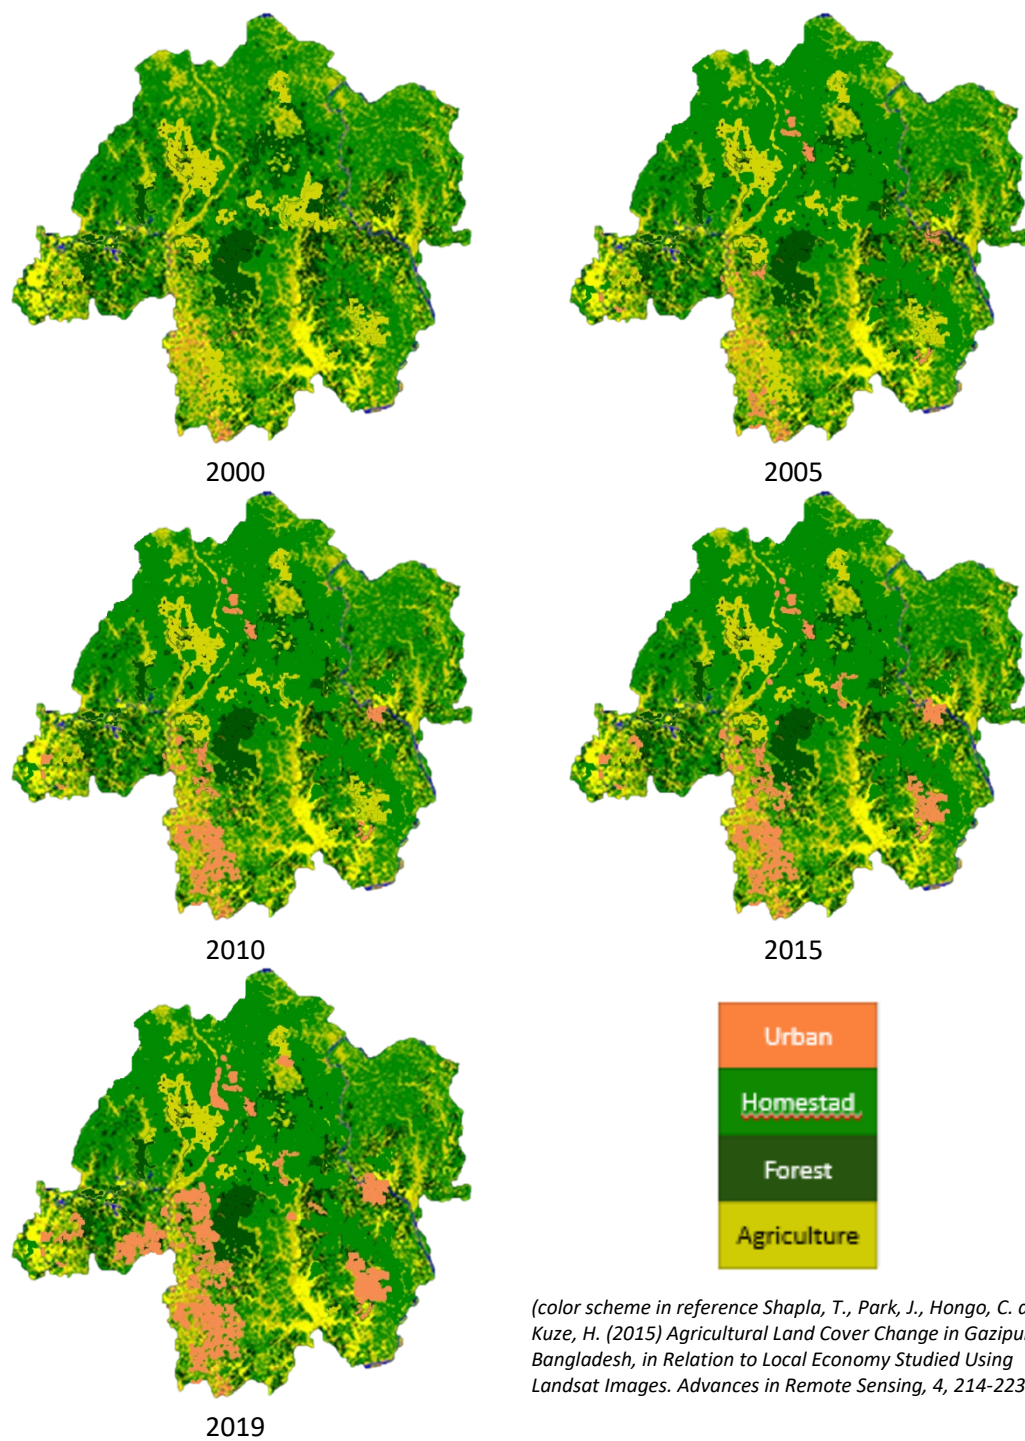 2000
2005
2010
2015
2019
Urban
Homestad
Forest
Agriculture
(color scheme in reference Shapla, T., Park, J., Hongo, C.
Kuze, H. (2015) Agricultural Land Cover Change in
Bangladesh, in Relation to Local Economy Studied Using
Landsat Images. Advances in Remote Sensing, 4, 214-223